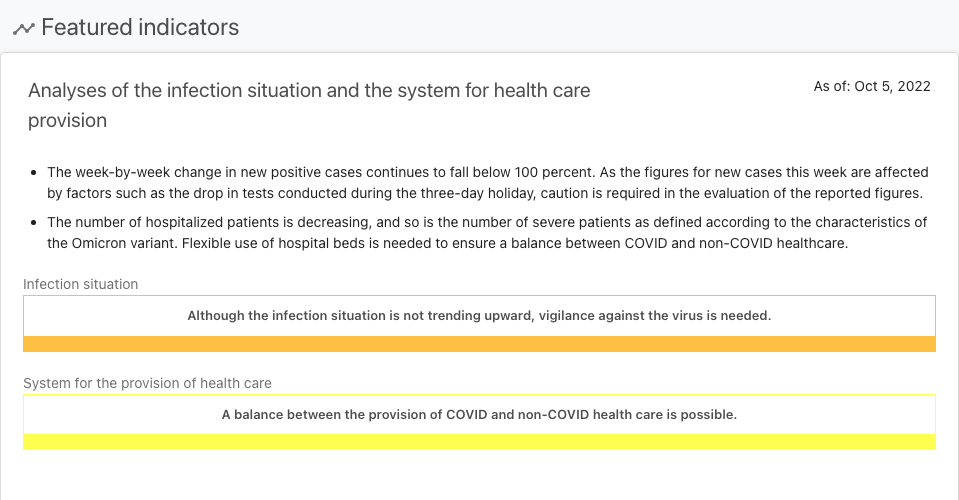 Featured indicators
Analyses of the infection situation and the system for health care
provision
As of: Oct 5, 2022
The week-by-week change in new positive cases continues to fall below 100 percent. As the figures for new cases this week are affected
by factors such as the drop in tests conducted during the three-day holiday, caution is required in the evaluation of the reported figures.
The number of hospitalized patients is decreasing, and so is the number of severe patients as defined according to the characteristics of
the Omicron variant. Flexible use of hospital beds is needed to ensure a balance between COVID and non-COVID healthcare.
Infection situation
Although the infection situation is not trending upward, vigilance against the virus is needed.
System for the provision of health care
A balance between the provision of COVID and non-COVID health care is possible.